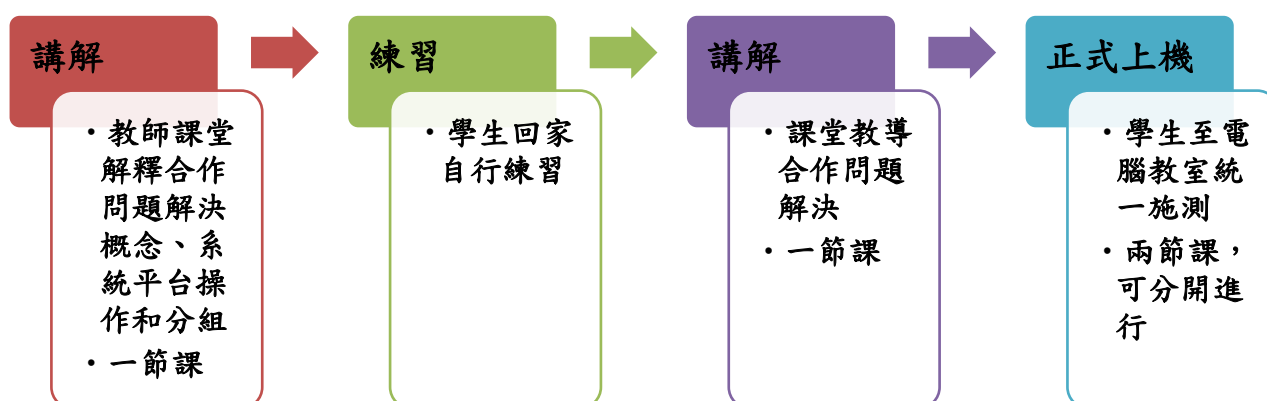 講解
・教師課堂
解釋合作
問題解決
概念、系
統平台操
作和分組
・一節課
練習
・學生回家
自行練習
講解
・課堂教導
合作問題
解決
・一節課
正式上機
・學生至電
腦教室統
一施測
・兩節課，
可分開進
行